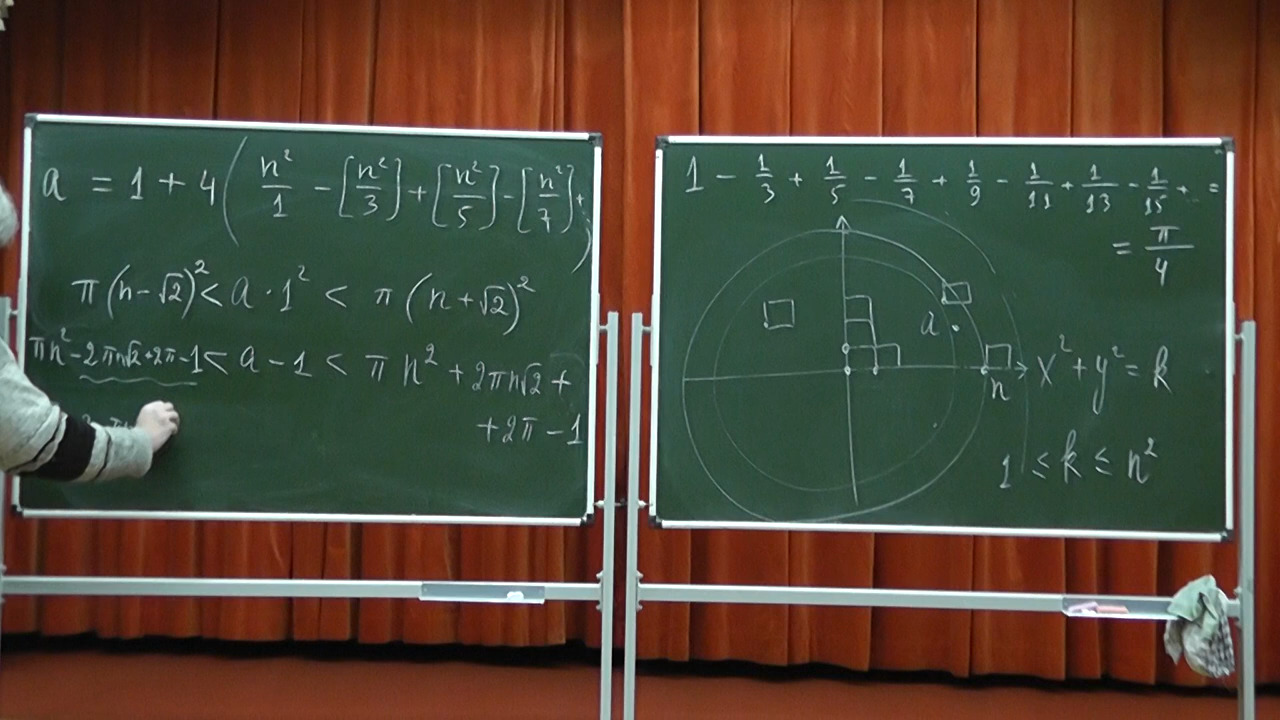 a = 1 + 4 ( n²/1 - [n²/3] + [n²/5] - [n²/7] + )
π(n-√2)² < a · 1² < π(n+√2)²
πn² - 2πn√2 + 2π - 1 < a - 1 < πn² + 2πn√2 +
+ 2π - 1
1 - 1/3 + 1/5 - 1/7 + 1/9 - 1/11 + 1/13 - 1/15 + =
= π/4
a
n
x² + y² = k
1 ≤ k ≤ n²